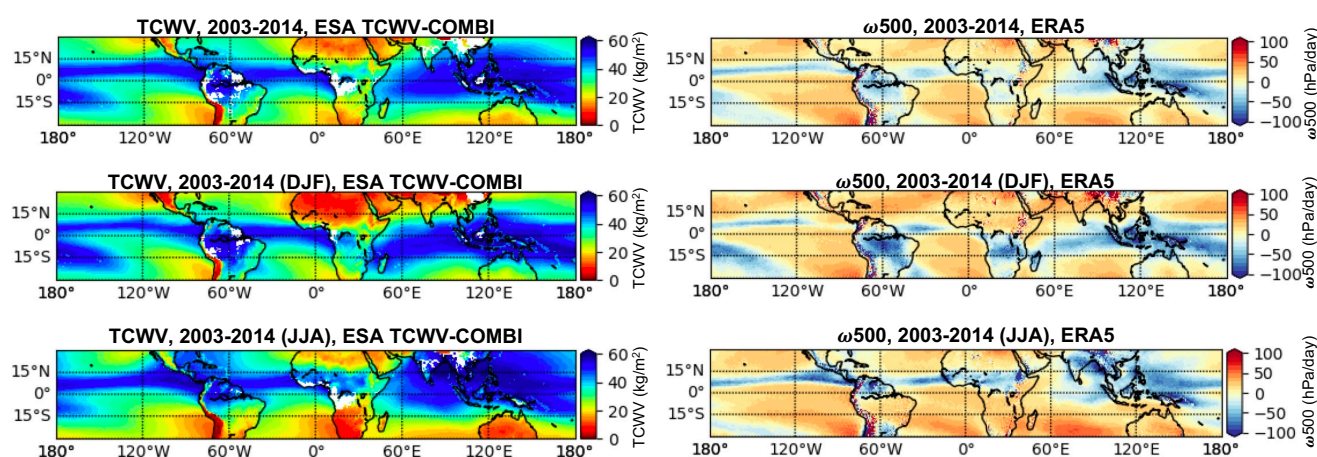 TCWV, 2003-2014, ESA TCWV-COMBI
15°N
0°
15°S
180° 120°W 60°W 0° 60°E 120°E 180°
60
40
20
0
TCWV (kg/m²)
ω500, 2003-2014, ERA5
15°N
0°
15°S
180° 120°W 60°W 0° 60°E 120°E 180°
100
50
0
−50
−100
ω500 (hPa/day)
TCWV, 2003-2014 (DJF), ESA TCWV-COMBI
15°N
0°
15°S
180° 120°W 60°W 0° 60°E 120°E 180°
60
40
20
0
TCWV (kg/m²)
ω500, 2003-2014 (DJF), ERA5
15°N
0°
15°S
180° 120°W 60°W 0° 60°E 120°E 180°
100
50
0
−50
−100
ω500 (hPa/day)
TCWV, 2003-2014 (JJA), ESA TCWV-COMBI
15°N
0°
15°S
180° 120°W 60°W 0° 60°E 120°E 180°
60
40
20
0
TCWV (kg/m²)
ω500, 2003-2014 (JJA), ERA5
15°N
0°
15°S
180° 120°W 60°W 0° 60°E 120°E 180°
100
50
0
−50
−100
ω500 (hPa/day)